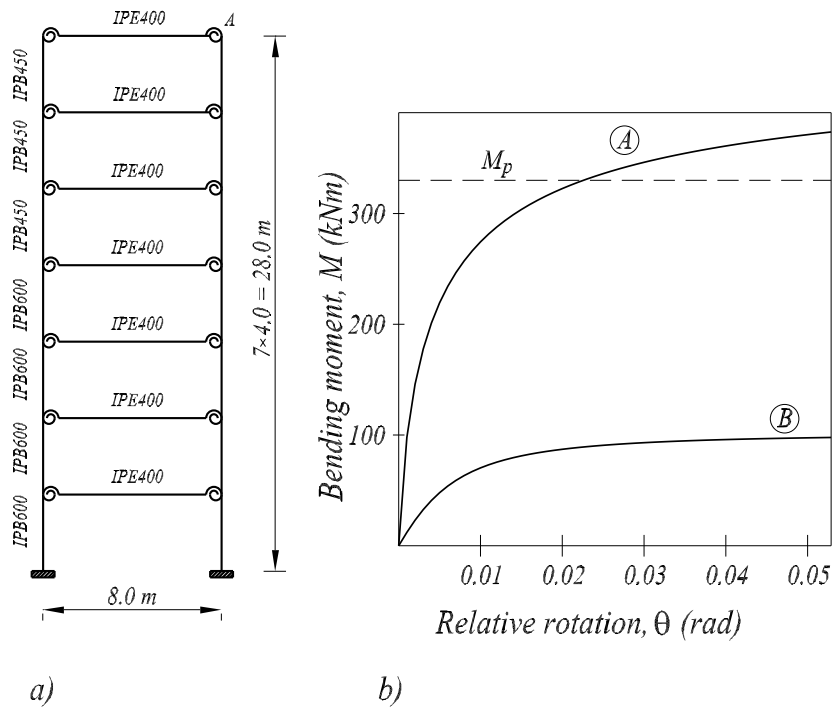 IPE400
A
IPB450
IPE400
IPB450
IPE400
IPB450
IPE400
IPB600
IPE400
IPB600
IPE400
IPB600
IPE400
IPB600
7×4.0 = 28.0 m
8.0 m
a)
Bending moment, M (kNm)
300
200
100
M_p
A
B
0.01 0.02 0.03 0.04 0.05
Relative rotation, θ (rad)
b)